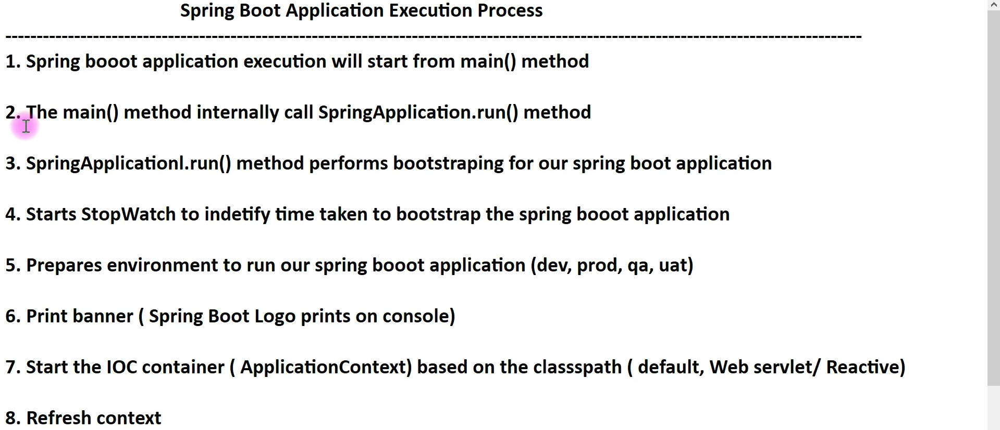 Spring Boot Application Execution Process
-----------------------------------------------------------------------------------------------------------------------------------------
1. Spring booot application execution will start from main() method
2. The main() method internally call SpringApplication.run() method
3. SpringApplicationl.run() method performs bootstraping for our spring boot application
4. Starts StopWatch to indetify time taken to bootstrap the spring booot application
5. Prepares environment to run our spring booot application (dev, prod, qa, uat)
6. Print banner ( Spring Boot Logo prints on console)
7. Start the IOC container ( ApplicationContext) based on the classspath ( default, Web servlet/ Reactive)
8. Refresh context